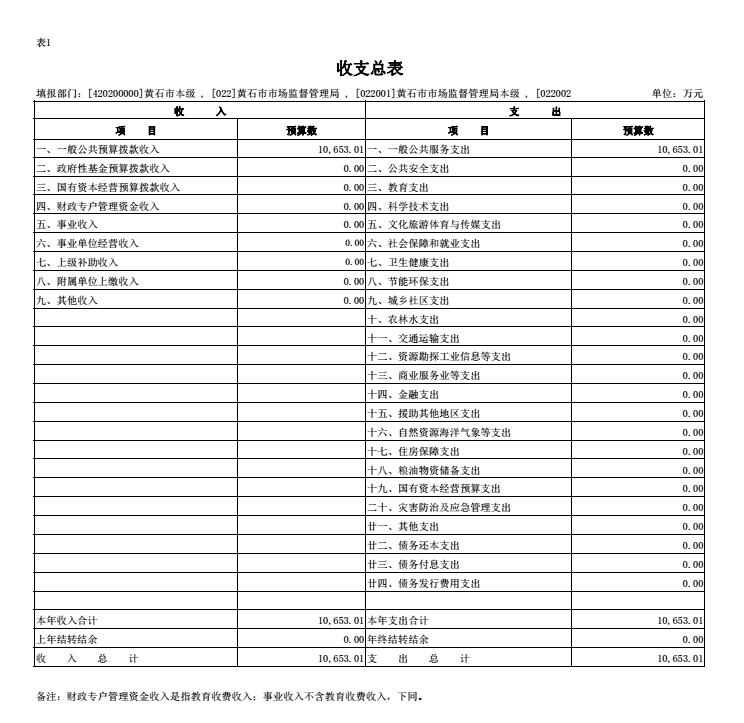 表1
收支总表
填报部门：[420200000]黄石市本级 , [022]黄石市市场监督管理局 , [022001]黄石市市场监督管理局本级 , [022002 单位：万元
收 入 支 出
项 目 预算数 项 目 预算数
一、一般公共预算拨款收入 10,653.01 一、一般公共服务支出 10,653.01
二、政府性基金预算拨款收入 0.00 二、公共安全支出 0.00
三、国有资本经营预算拨款收入 0.00 三、教育支出 0.00
四、财政专户管理资金收入 0.00 四、科学技术支出 0.00
五、事业收入 0.00 五、文化旅游体育与传媒支出 0.00
六、事业单位经营收入 0.00 六、社会保障和就业支出 0.00
七、上级补助收入 0.00 七、卫生健康支出 0.00
八、附属单位上缴收入 0.00 八、节能环保支出 0.00
九、其他收入 0.00 九、城乡社区支出 0.00
十、农林水支出 0.00
十一、交通运输支出 0.00
十二、资源勘探工业信息等支出 0.00
十三、商业服务业等支出 0.00
十四、金融支出 0.00
十五、援助其他地区支出 0.00
十六、自然资源海洋气象等支出 0.00
十七、住房保障支出 0.00
十八、粮油物资储备支出 0.00
十九、国有资本经营预算支出 0.00
二十、灾害防治及应急管理支出 0.00
廿一、其他支出 0.00
廿二、债务还本支出 0.00
廿三、债务付息支出 0.00
廿四、债务发行费用支出 0.00
本年收入合计 10,653.01 本年支出合计 10,653.01
上年结转结余 0.00 年终结转结余 0.00
收 入 总 计 10,653.01 支 出 总 计 10,653.01
备注：财政专户管理资金收入是指教育收费收入；事业收入不含教育收费收入，下同。